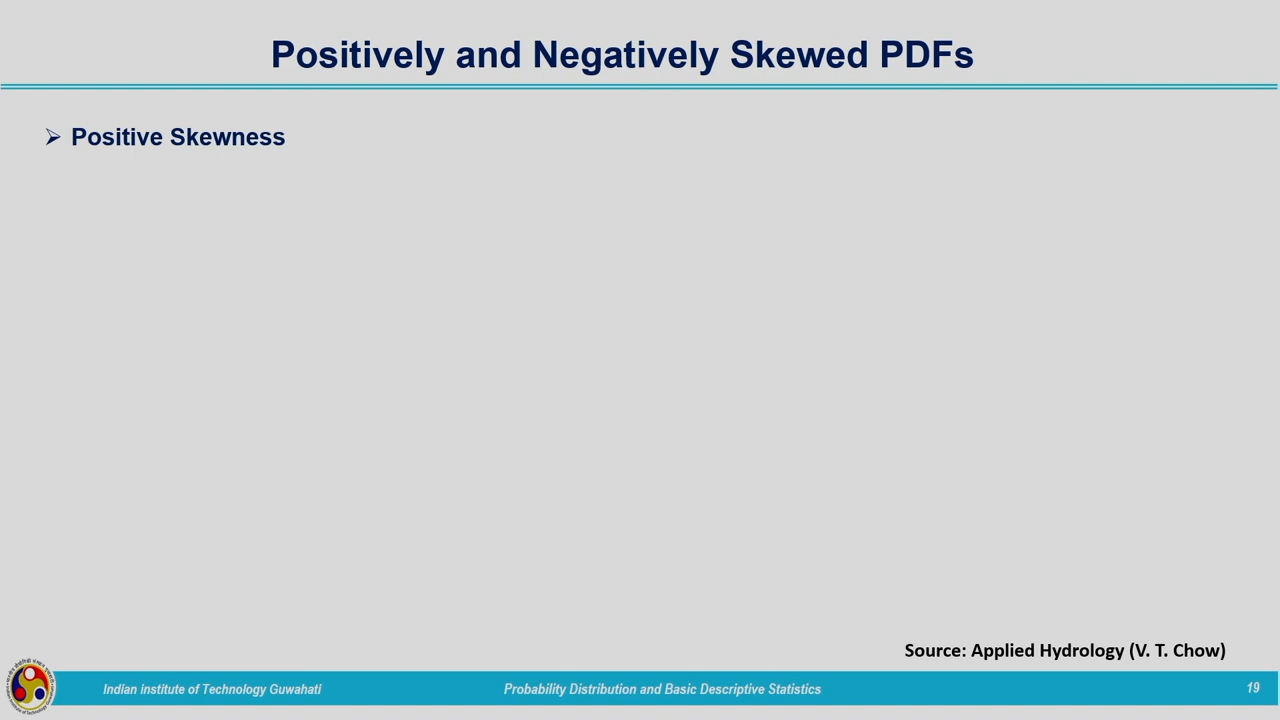 Positively and Negatively Skewed PDFs
➢ Positive Skewness
Source: Applied Hydrology (V. T. Chow)
Indian institute of Technology Guwahati
Probability Distribution and Basic Descriptive Statistics
19